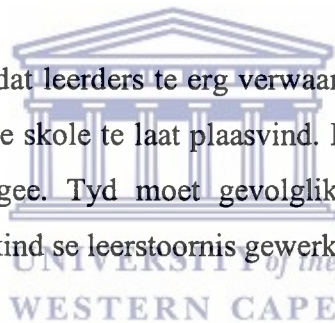 dat leerders te erg verwaar
e skole te laat plaasvind.
gee. Tyd moet gevolglik
kind se leerstoornis gewerk
UNIVERSITY of the
WESTERN CAPE